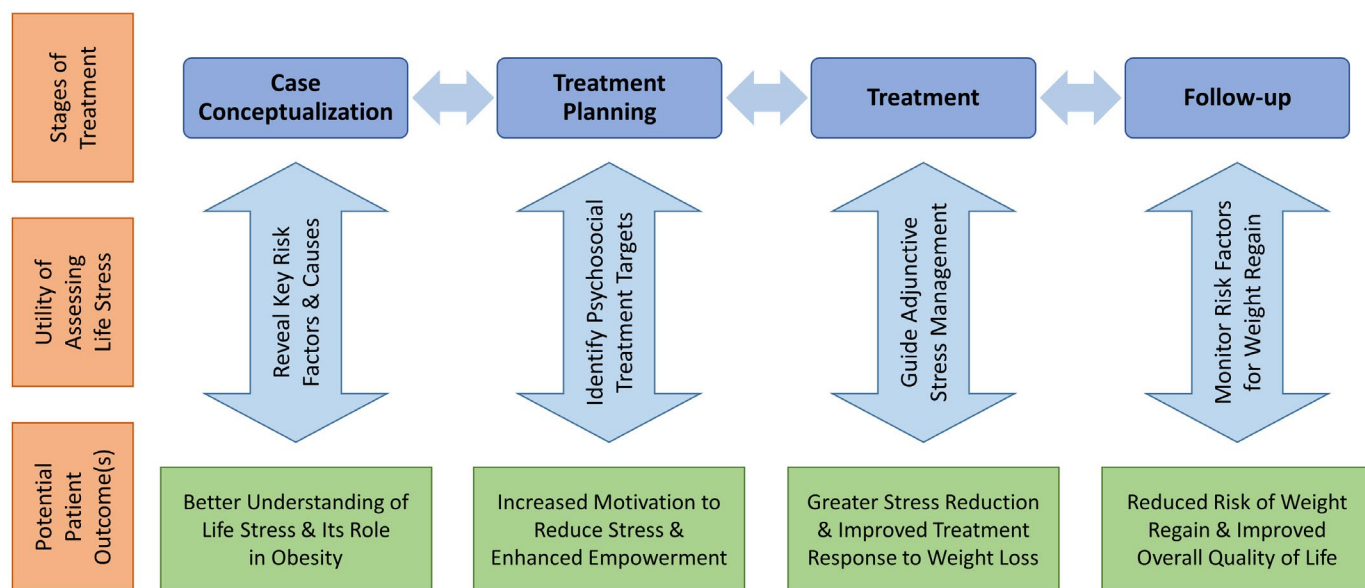 Stages of
Treatment
Case
Conceptualization
Treatment
Planning
Treatment
Follow-up
Utility of
Assessing
Life Stress
Reveal Key Risk
Factors & Causes
Identify Psychosocial
Treatment Targets
Guide Adjunctive
Stress Management
Monitor Risk Factors
for Weight Regain
Potential
Patient
Outcome(s)
Better Understanding of
Life Stress & Its Role
in Obesity
Increased Motivation to
Reduce Stress &
Enhanced Empowerment
Greater Stress Reduction
& Improved Treatment
Response to Weight Loss
Reduced Risk of Weight
Regain & Improved
Overall Quality of Life